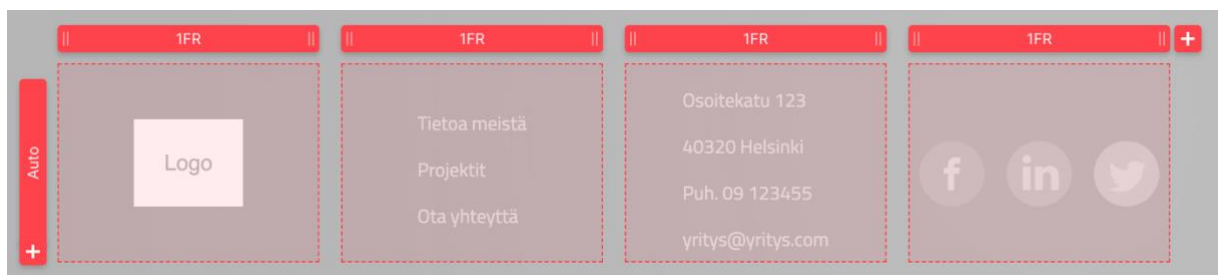 1FR
1FR
1FR
1FR
Auto
Logo
Tietoa meistä
Projektit
Ota yhteyttä
Osoitekatu 123
40320 Helsinki
Puh. 09 123455
yritys@yritys.com
f
in